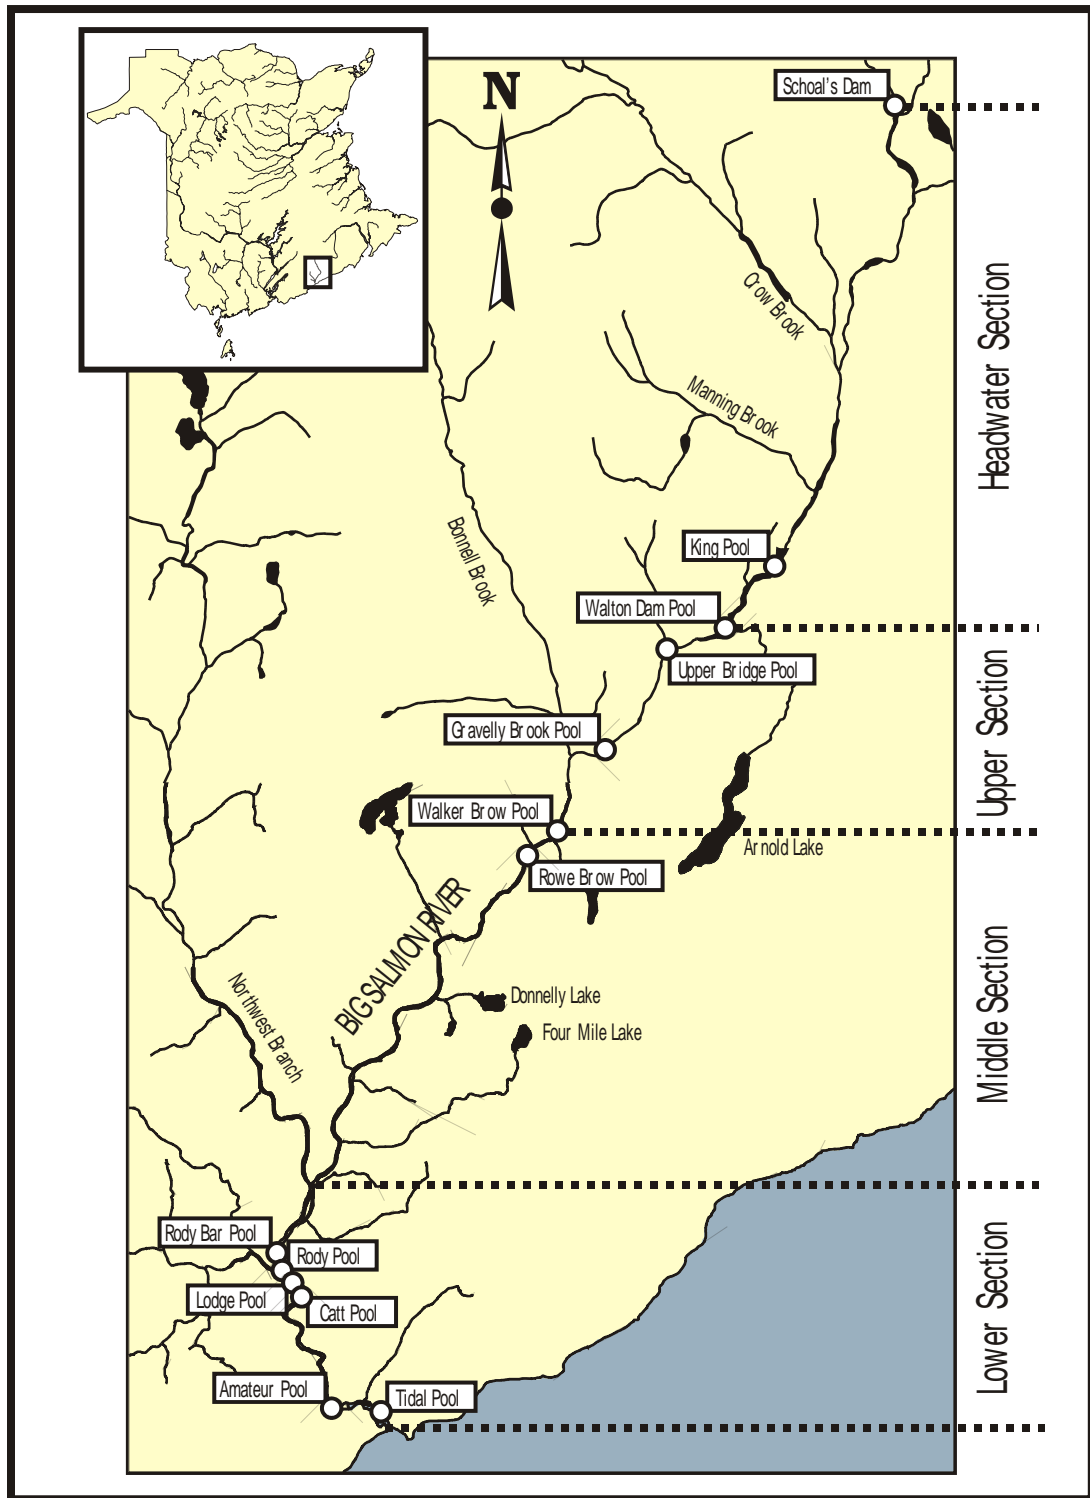 N
Schoal's Dam
Crow Brook
Manning Brook
Headwater Section
Bonnell Brook
King Pool
Walton Dam Pool
Upper Bridge Pool
Gravelly Brook Pool
Upper Section
Walker Brow Pool
Arnold Lake
Rowe Brow Pool
BIG SALMON RIVER
Northwest Branch
Donnelly Lake
Four Mile Lake
Middle Section
Rody Bar Pool
Rody Pool
Lodge Pool
Catt Pool
Lower Section
Amateur Pool
Tidal Pool